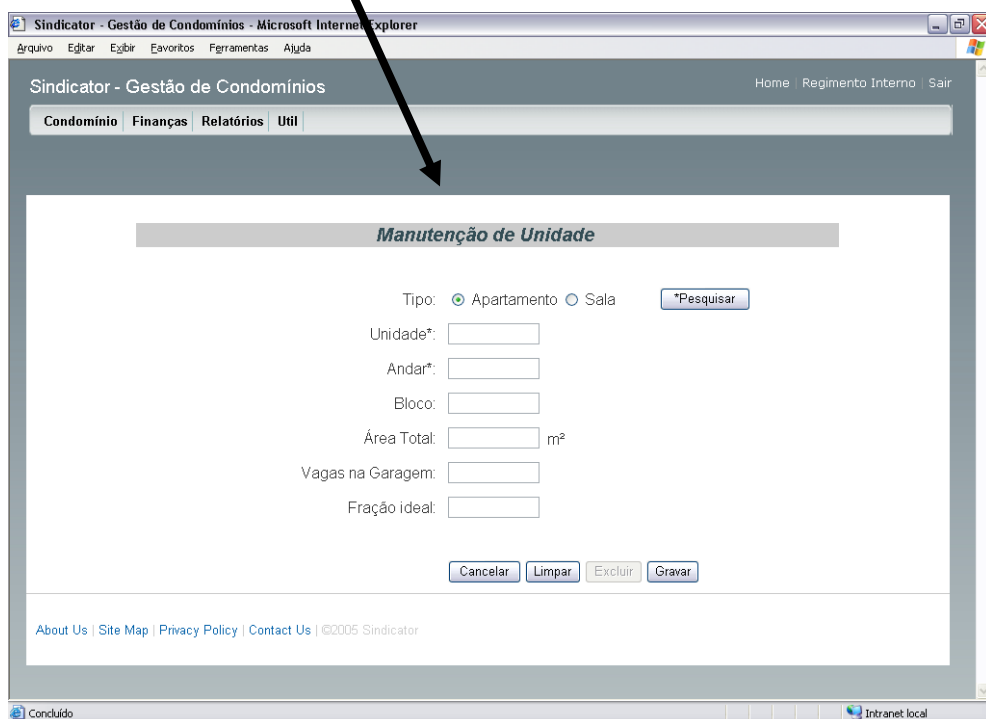 Sindicator - Gestão de Condomínios - Microsoft Internet Explorer
Arquivo Editar Exibir Favoritos Ferramentas Ajuda
Sindicator - Gestão de Condomínios
Home | Regimento Interno | Sair
Condomínio Finanças Relatórios Util
Manutenção de Unidade
Tipo: Apartamento Sala *Pesquisar
Unidade*:
Andar*:
Bloco:
Área Total: m²
Vagas na Garagem:
Fração ideal:
Cancelar Limpar Excluir Gravar
About Us | Site Map | Privacy Policy | Contact Us | ©2005 Sindicator
Concluído Intranet local